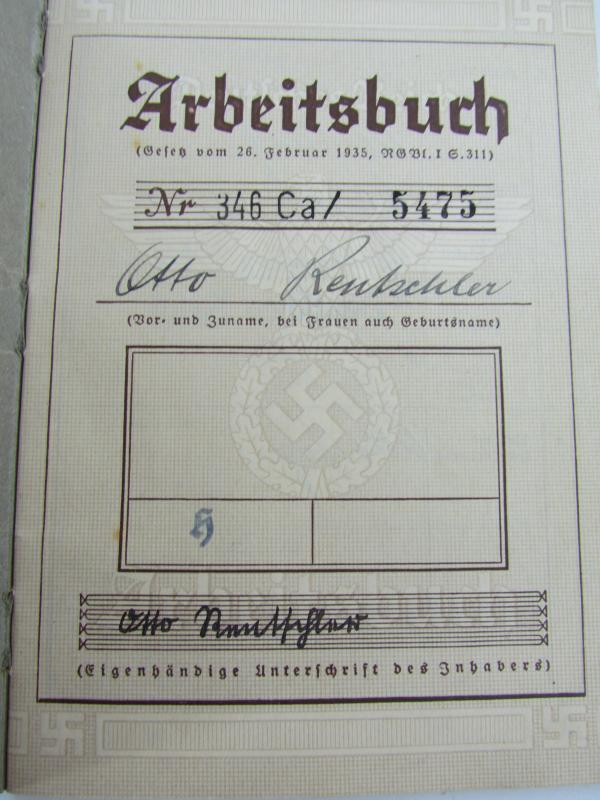 Arbeitsbuch
(Gesetz vom 26. Februar 1935, RGBl. I S.311)
Nr 346 Ca/ 5475
Otto Rentschler
(Vor- und Zuname, bei Frauen auch Geburtsname)
H
Otto Rentschler
(Eigenhändige Unterschrift des Inhabers)